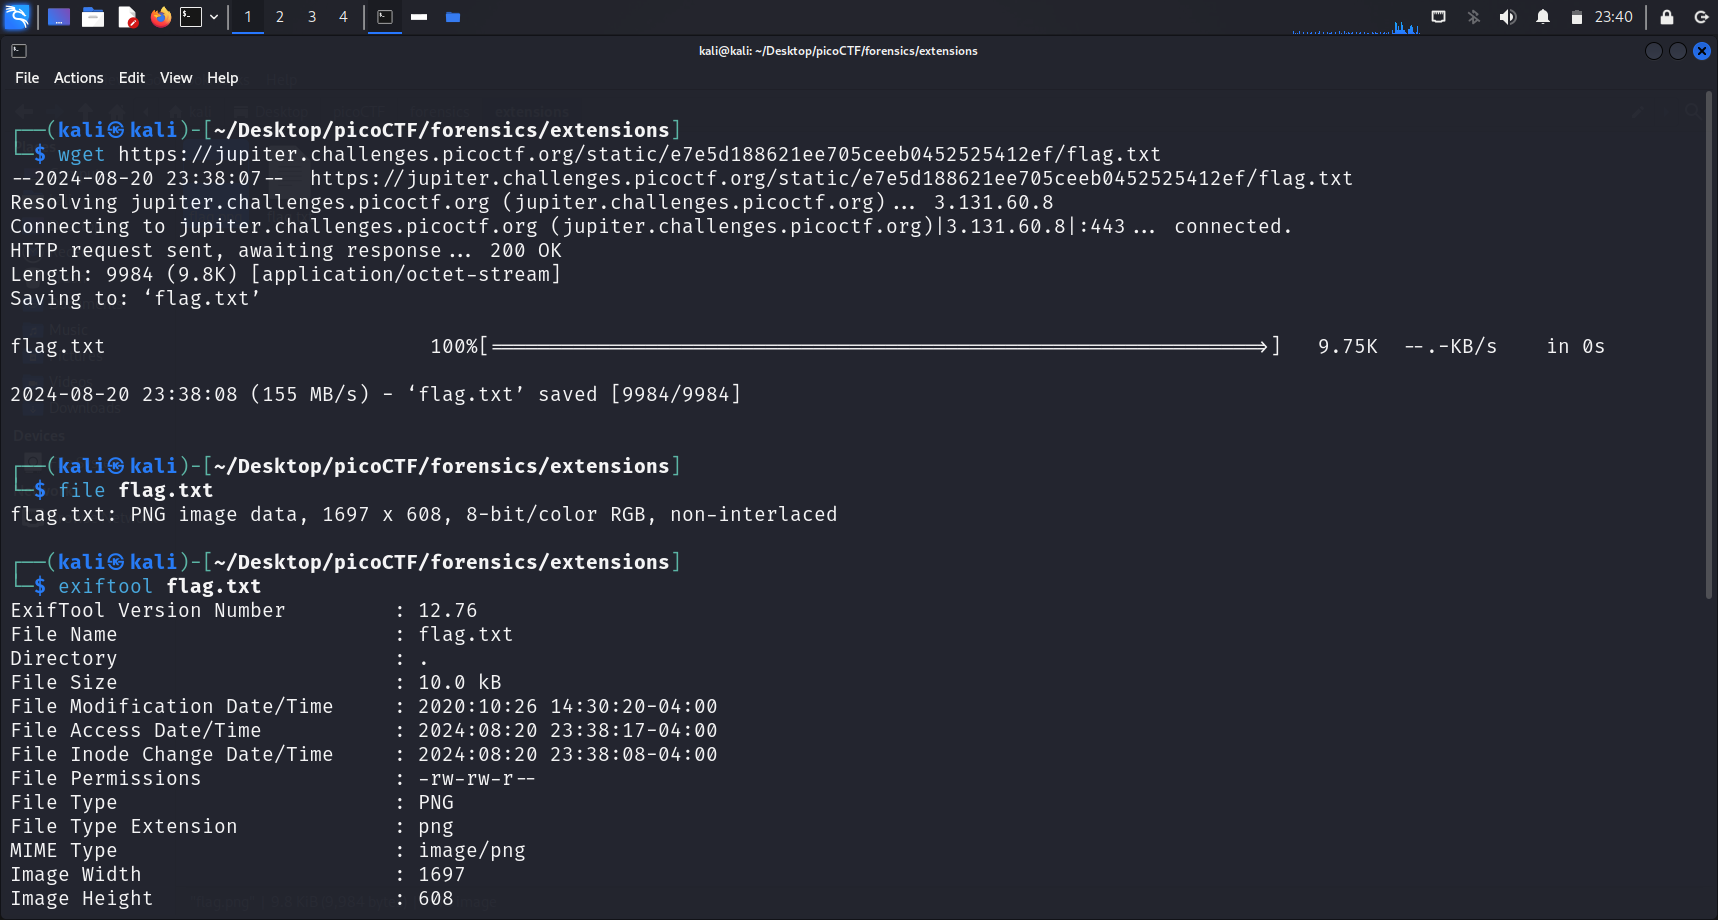 1 2 3 4 23:40
kali@kali: ~/Desktop/picoCTF/forensics/extensions
File Actions Edit View Help
┌──(kali㉿kali)-[~/Desktop/picoCTF/forensics/extensions]
└─$ wget https://jupiter.challenges.picoctf.org/static/e7e5d188621ee705ceeb0452525412ef/flag.txt
--2024-08-20 23:38:07--  https://jupiter.challenges.picoctf.org/static/e7e5d188621ee705ceeb0452525412ef/flag.txt
Resolving jupiter.challenges.picoctf.org (jupiter.challenges.picoctf.org)... 3.131.60.8
Connecting to jupiter.challenges.picoctf.org (jupiter.challenges.picoctf.org)|3.131.60.8|:443... connected.
HTTP request sent, awaiting response... 200 OK
Length: 9984 (9.8K) [application/octet-stream]
Saving to: ‘flag.txt’
flag.txt 100%[===================================================================>] 9.75K --.-KB/s in 0s
2024-08-20 23:38:08 (155 MB/s) - ‘flag.txt’ saved [9984/9984]
┌──(kali㉿kali)-[~/Desktop/picoCTF/forensics/extensions]
└─$ file flag.txt
flag.txt: PNG image data, 1697 x 608, 8-bit/color RGB, non-interlaced
┌──(kali㉿kali)-[~/Desktop/picoCTF/forensics/extensions]
└─$ exiftool flag.txt
ExifTool Version Number : 12.76
File Name : flag.txt
Directory : .
File Size : 10.0 kB
File Modification Date/Time : 2020:10:26 14:30:20-04:00
File Access Date/Time : 2024:08:20 23:38:17-04:00
File Inode Change Date/Time : 2024:08:20 23:38:08-04:00
File Permissions : -rw-rw-r--
File Type : PNG
File Type Extension : png
MIME Type : image/png
Image Width : 1697
Image Height : 608